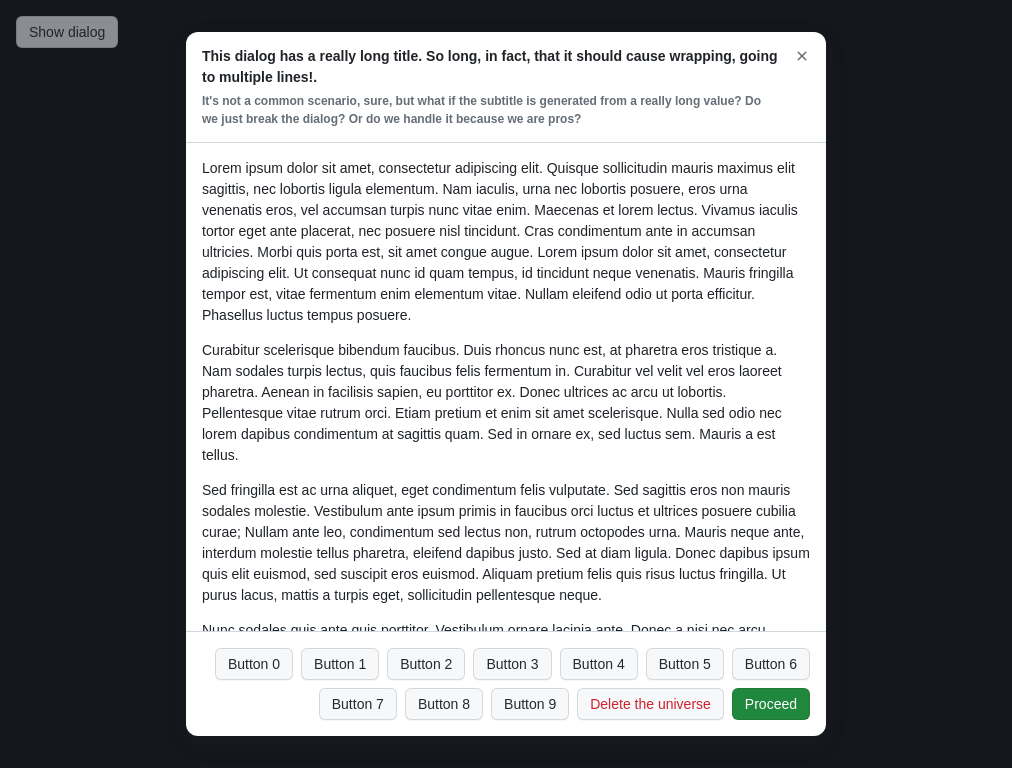 Show dialog
This dialog has a really long title. So long, in fact, that it should cause wrapping, going
to multiple lines!.
It's not a common scenario, sure, but what if the subtitle is generated from a really long value? Do
we just break the dialog? Or do we handle it because we are pros?
Lorem ipsum dolor sit amet, consectetur adipiscing elit. Quisque sollicitudin mauris maximus elit
sagittis, nec lobortis ligula elementum. Nam iaculis, urna nec lobortis posuere, eros urna
venenatis eros, vel accumsan turpis nunc vitae enim. Maecenas et lorem lectus. Vivamus iaculis
tortor eget ante placerat, nec posuere nisl tincidunt. Cras condimentum ante in accumsan
ultricies. Morbi quis porta est, sit amet congue augue. Lorem ipsum dolor sit amet, consectetur
adipiscing elit. Ut consequat nunc id quam tempus, id tincidunt neque venenatis. Mauris fringilla
tempor est, vitae fermentum enim elementum vitae. Nullam eleifend odio ut porta efficitur.
Phasellus luctus tempus posuere.
Curabitur scelerisque bibendum faucibus. Duis rhoncus nunc est, at pharetra eros tristique a.
Nam sodales turpis lectus, quis faucibus felis fermentum in. Curabitur vel velit vel eros laoreet
pharetra. Aenean in facilisis sapien, eu porttitor ex. Donec ultrices ac arcu ut lobortis.
Pellentesque vitae rutrum orci. Etiam pretium et enim sit amet scelerisque. Nulla sed odio nec
lorem dapibus condimentum at sagittis quam. Sed in ornare ex, sed luctus sem. Mauris a est
tellus.
Sed fringilla est ac urna aliquet, eget condimentum felis vulputate. Sed sagittis eros non mauris
sodales molestie. Vestibulum ante ipsum primis in faucibus orci luctus et ultrices posuere cubilia
curae; Nullam ante leo, condimentum sed lectus non, rutrum octopodes urna. Mauris neque ante,
interdum molestie tellus pharetra, eleifend dapibus justo. Sed at diam ligula. Donec dapibus ipsum
quis elit euismod, sed suscipit eros euismod. Aliquam pretium felis quis risus luctus fringilla. Ut
purus lacus, mattis a turpis eget, sollicitudin pellentesque neque.
Nunc sodales quis ante quis porttitor. Vestibulum ornare lacinia ante. Donec a nisi nec arcu
Button 0 Button 1 Button 2 Button 3 Button 4 Button 5 Button 6
Button 7 Button 8 Button 9 Delete the universe Proceed